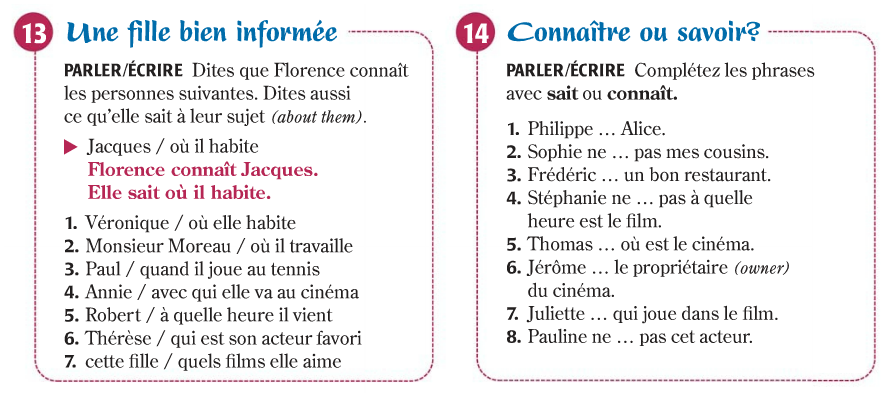 13 Une fille bien informée
PARLER/ÉCRIRE Dites que Florence connaît
les personnes suivantes. Dites aussi
ce qu'elle sait à leur sujet (about them).
▶ Jacques / où il habite
Florence connaît Jacques.
Elle sait où il habite.
1. Véronique / où elle habite
2. Monsieur Moreau / où il travaille
3. Paul / quand il joue au tennis
4. Annie / avec qui elle va au cinéma
5. Robert / à quelle heure il vient
6. Thérèse / qui est son acteur favori
7. cette fille / quels films elle aime
14 Connaître ou savoir?
PARLER/ÉCRIRE Complétez les phrases
avec sait ou connaît.
1. Philippe ... Alice.
2. Sophie ne ... pas mes cousins.
3. Frédéric ... un bon restaurant.
4. Stéphanie ne ... pas à quelle
heure est le film.
5. Thomas ... où est le cinéma.
6. Jérôme ... le propriétaire (owner)
du cinéma.
7. Juliette ... qui joue dans le film.
8. Pauline ne ... pas cet acteur.